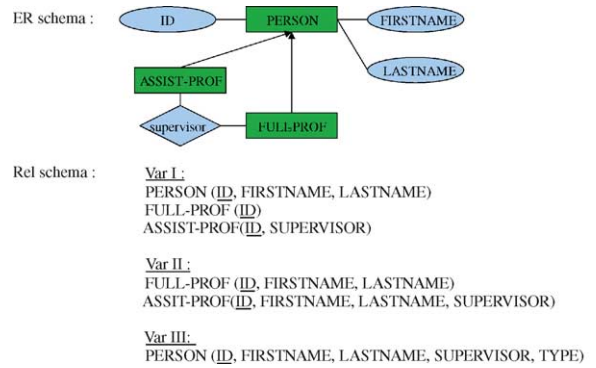 ER schema :
ID
PERSON
FIRSTNAME
LASTNAME
ASSIST-PROF
supervisor
FULL-PROF
Rel schema :
Var I :
PERSON (ID, FIRSTNAME, LASTNAME)
FULL-PROF (ID)
ASSIST-PROF(ID, SUPERVISOR)
Var II :
FULL-PROF (ID, FIRSTNAME, LASTNAME)
ASSIT-PROF(ID, FIRSTNAME, LASTNAME, SUPERVISOR)
Var III:
PERSON (ID, FIRSTNAME, LASTNAME, SUPERVISOR, TYPE)